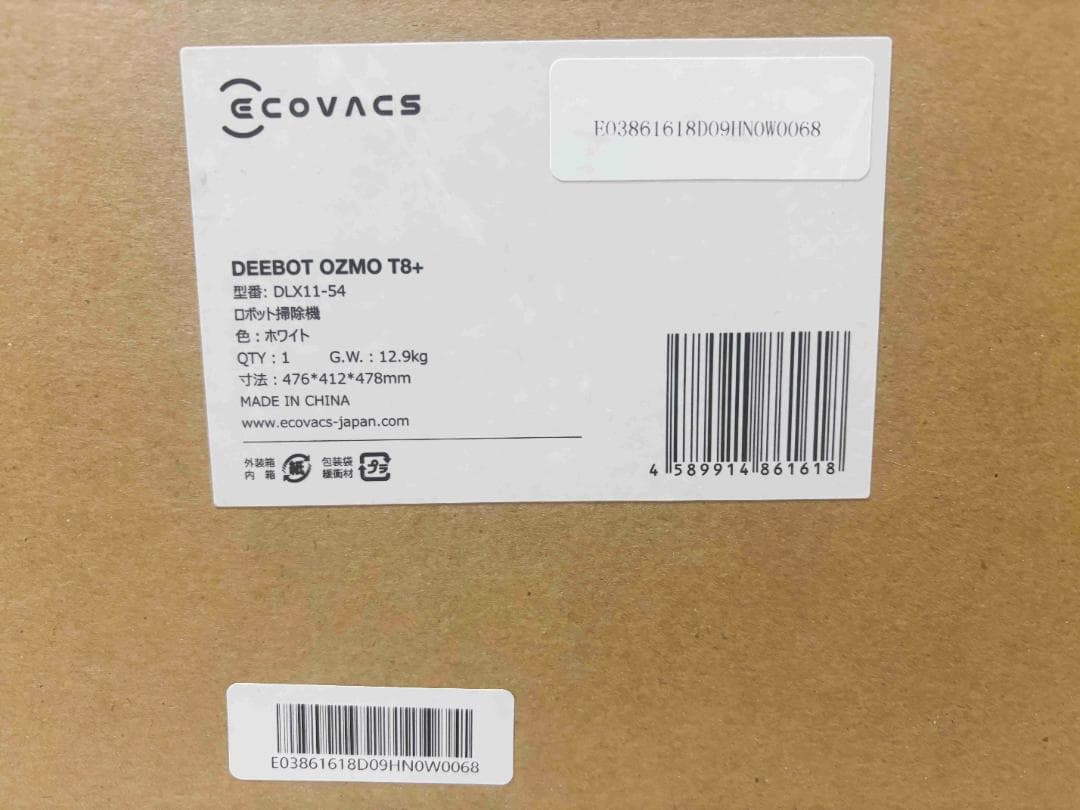 ECOVACS
E03861618D09HN0W0068
DEEBOT OZMO T8+
型番: DLX11-54
ロボット掃除機
色：ホワイト
QTY：1 G.W.：12.9kg
寸法：476*412*478mm
MADE IN CHINA
www.ecovacs-japan.com
外装箱
内 箱
紙
包装袋
緩衝材
プラ
4 589914 861618
E03861618D09HN0W0068